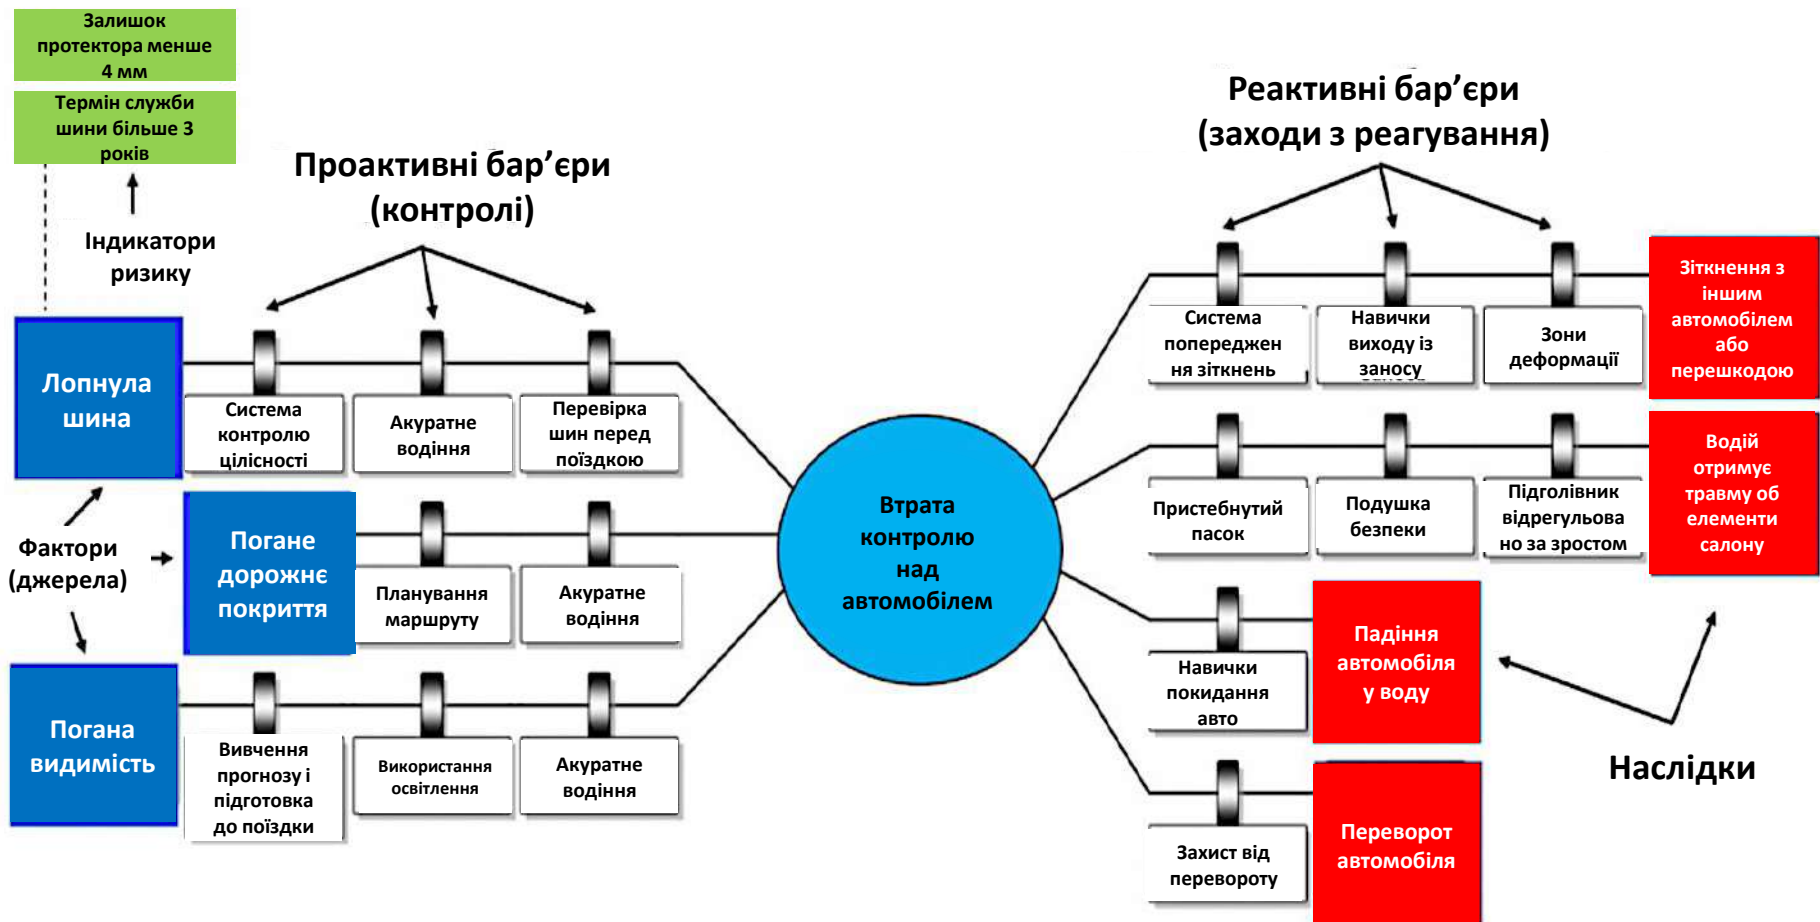 Залишок
протектора менше
4 мм
Термін служби
шини більше 3
років
Індикатори
ризику
Проактивні бар’єри
(контролі)
Реактивні бар’єри
(заходи з реагування)
Лопнула
шина
Система
контролю
цілісності
Акуратне
водіння
Перевірка
шин перед
поїздкою
Фактори
(джерела)
Погане
дорожнє
покриття
Планування
маршруту
Акуратне
водіння
Погана
видимість
Вивчення
прогнозу і
підготовка
до поїздки
Використання
освітлення
Акуратне
водіння
Втрата
контролю
над
автомобілем
Система
попереджен
ня зіткнень
Навички
виходу із
заносу
Зони
деформації
Зіткнення з
іншим
автомобілем
або
перешкодою
Пристебнутий
пасок
Подушка
безпеки
Підголівник
відрегульова
но за зростом
Водій
отримує
травму об
елементи
салону
Навички
покидання
авто
Падіння
автомобіля
у воду
Наслідки
Захист від
перевороту
Переворот
автомобіля